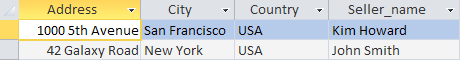 Address City Country Seller_name
1000 5th Avenue San Francisco USA Kim Howard
42 Galaxy Road New York USA John Smith